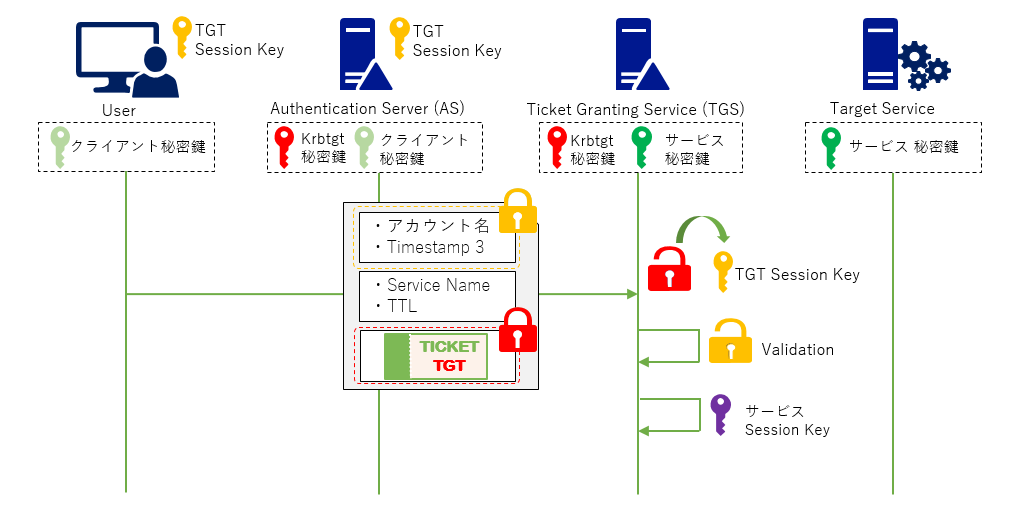 TGT
Session Key
TGT
Session Key
User
Authentication Server (AS)
Ticket Granting Service (TGS)
Target Service
クライアント秘密鍵
Krbtgt
秘密鍵
クライアント
秘密鍵
Krbtgt
秘密鍵
サービス
秘密鍵
サービス 秘密鍵
・アカウント名
・Timestamp 3
・Service Name
・TTL
TICKET
TGT
TGT Session Key
Validation
サービス
Session Key